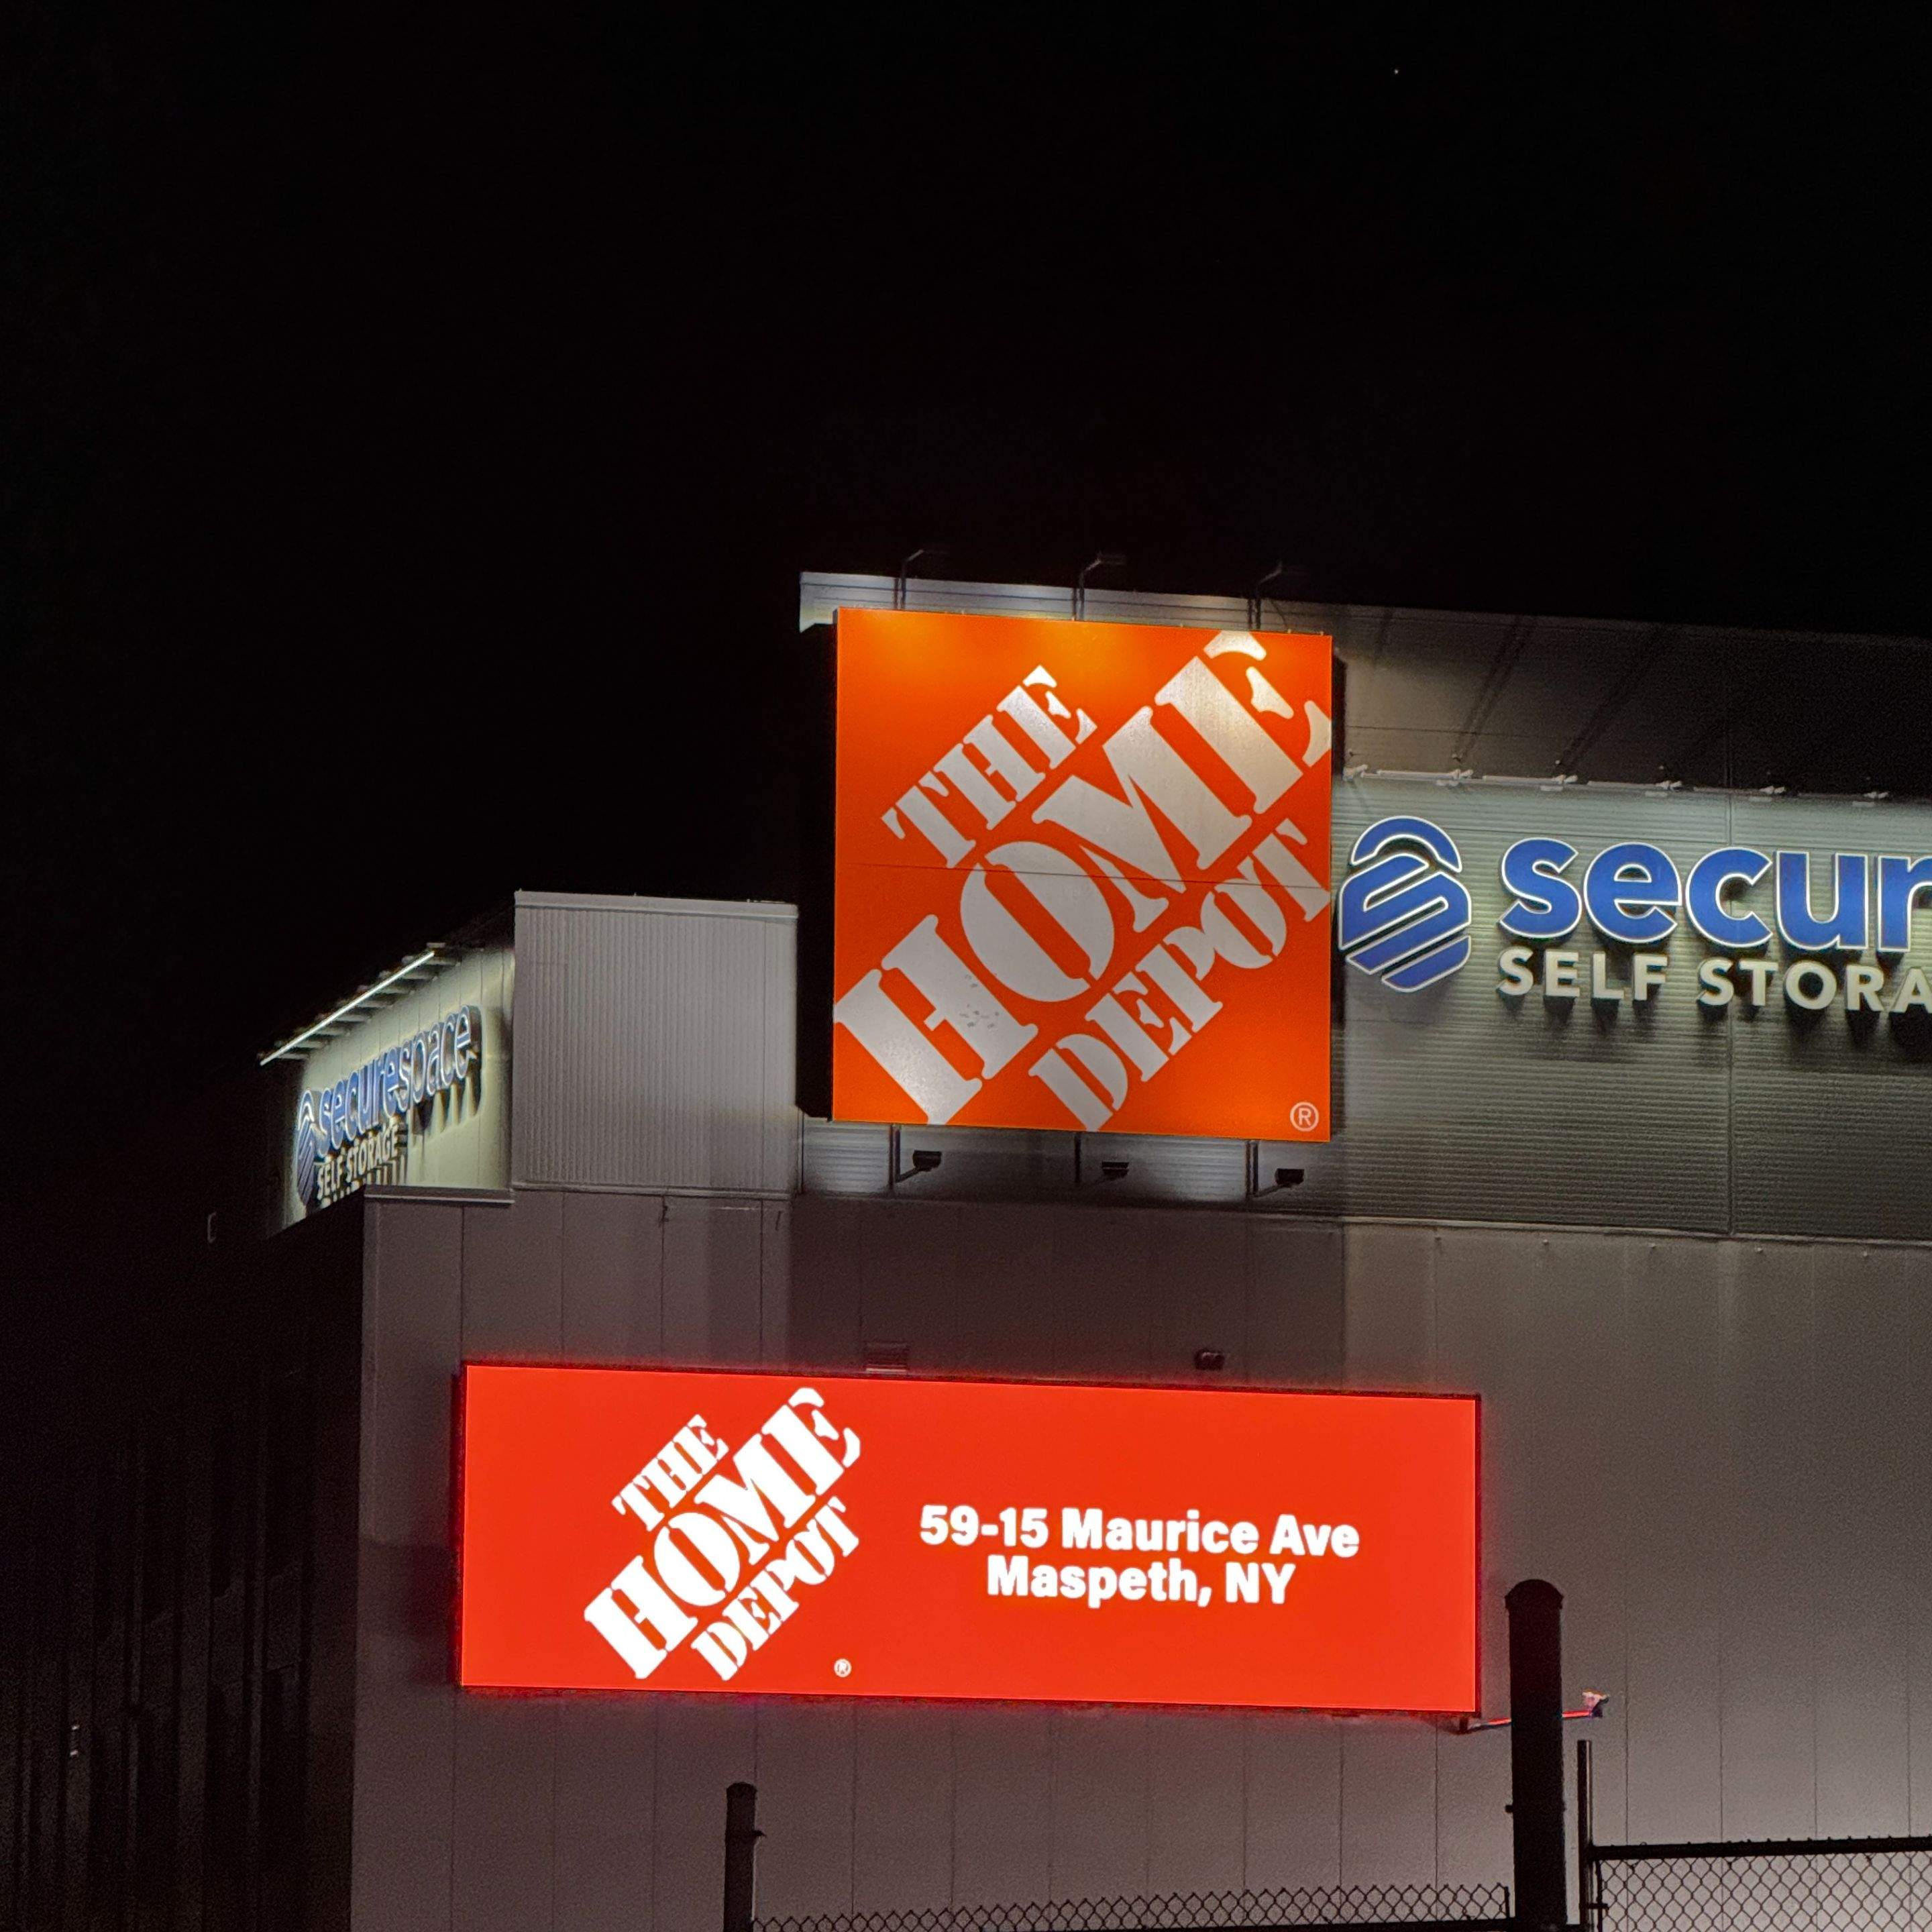 THE
HOME
DEPOT
®
secur
SELF STORA
securespace
SELF STORAGE
THE
HOME
DEPOT
®
59-15 Maurice Ave
Maspeth, NY